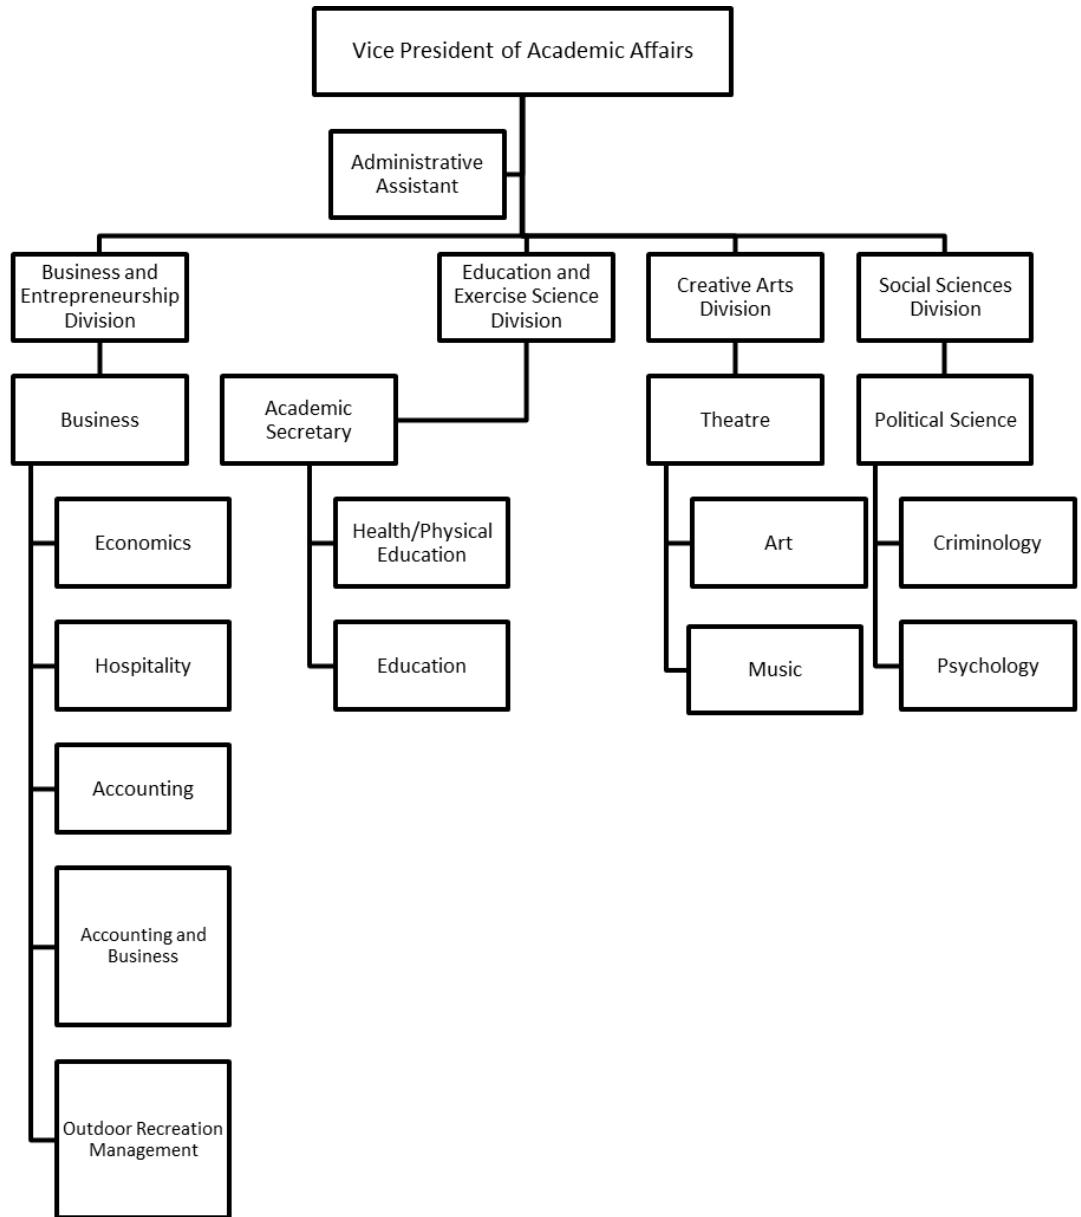 Vice President of Academic Affairs
Administrative
Assistant
Business and
Entrepreneurship
Division
Education and
Exercise Science
Division
Creative Arts
Division
Social Sciences
Division
Business
Academic
Secretary
Theatre
Political Science
Economics
Health/Physical
Education
Art
Criminology
Hospitality
Education
Music
Psychology
Accounting
Accounting and
Business
Outdoor Recreation
Management